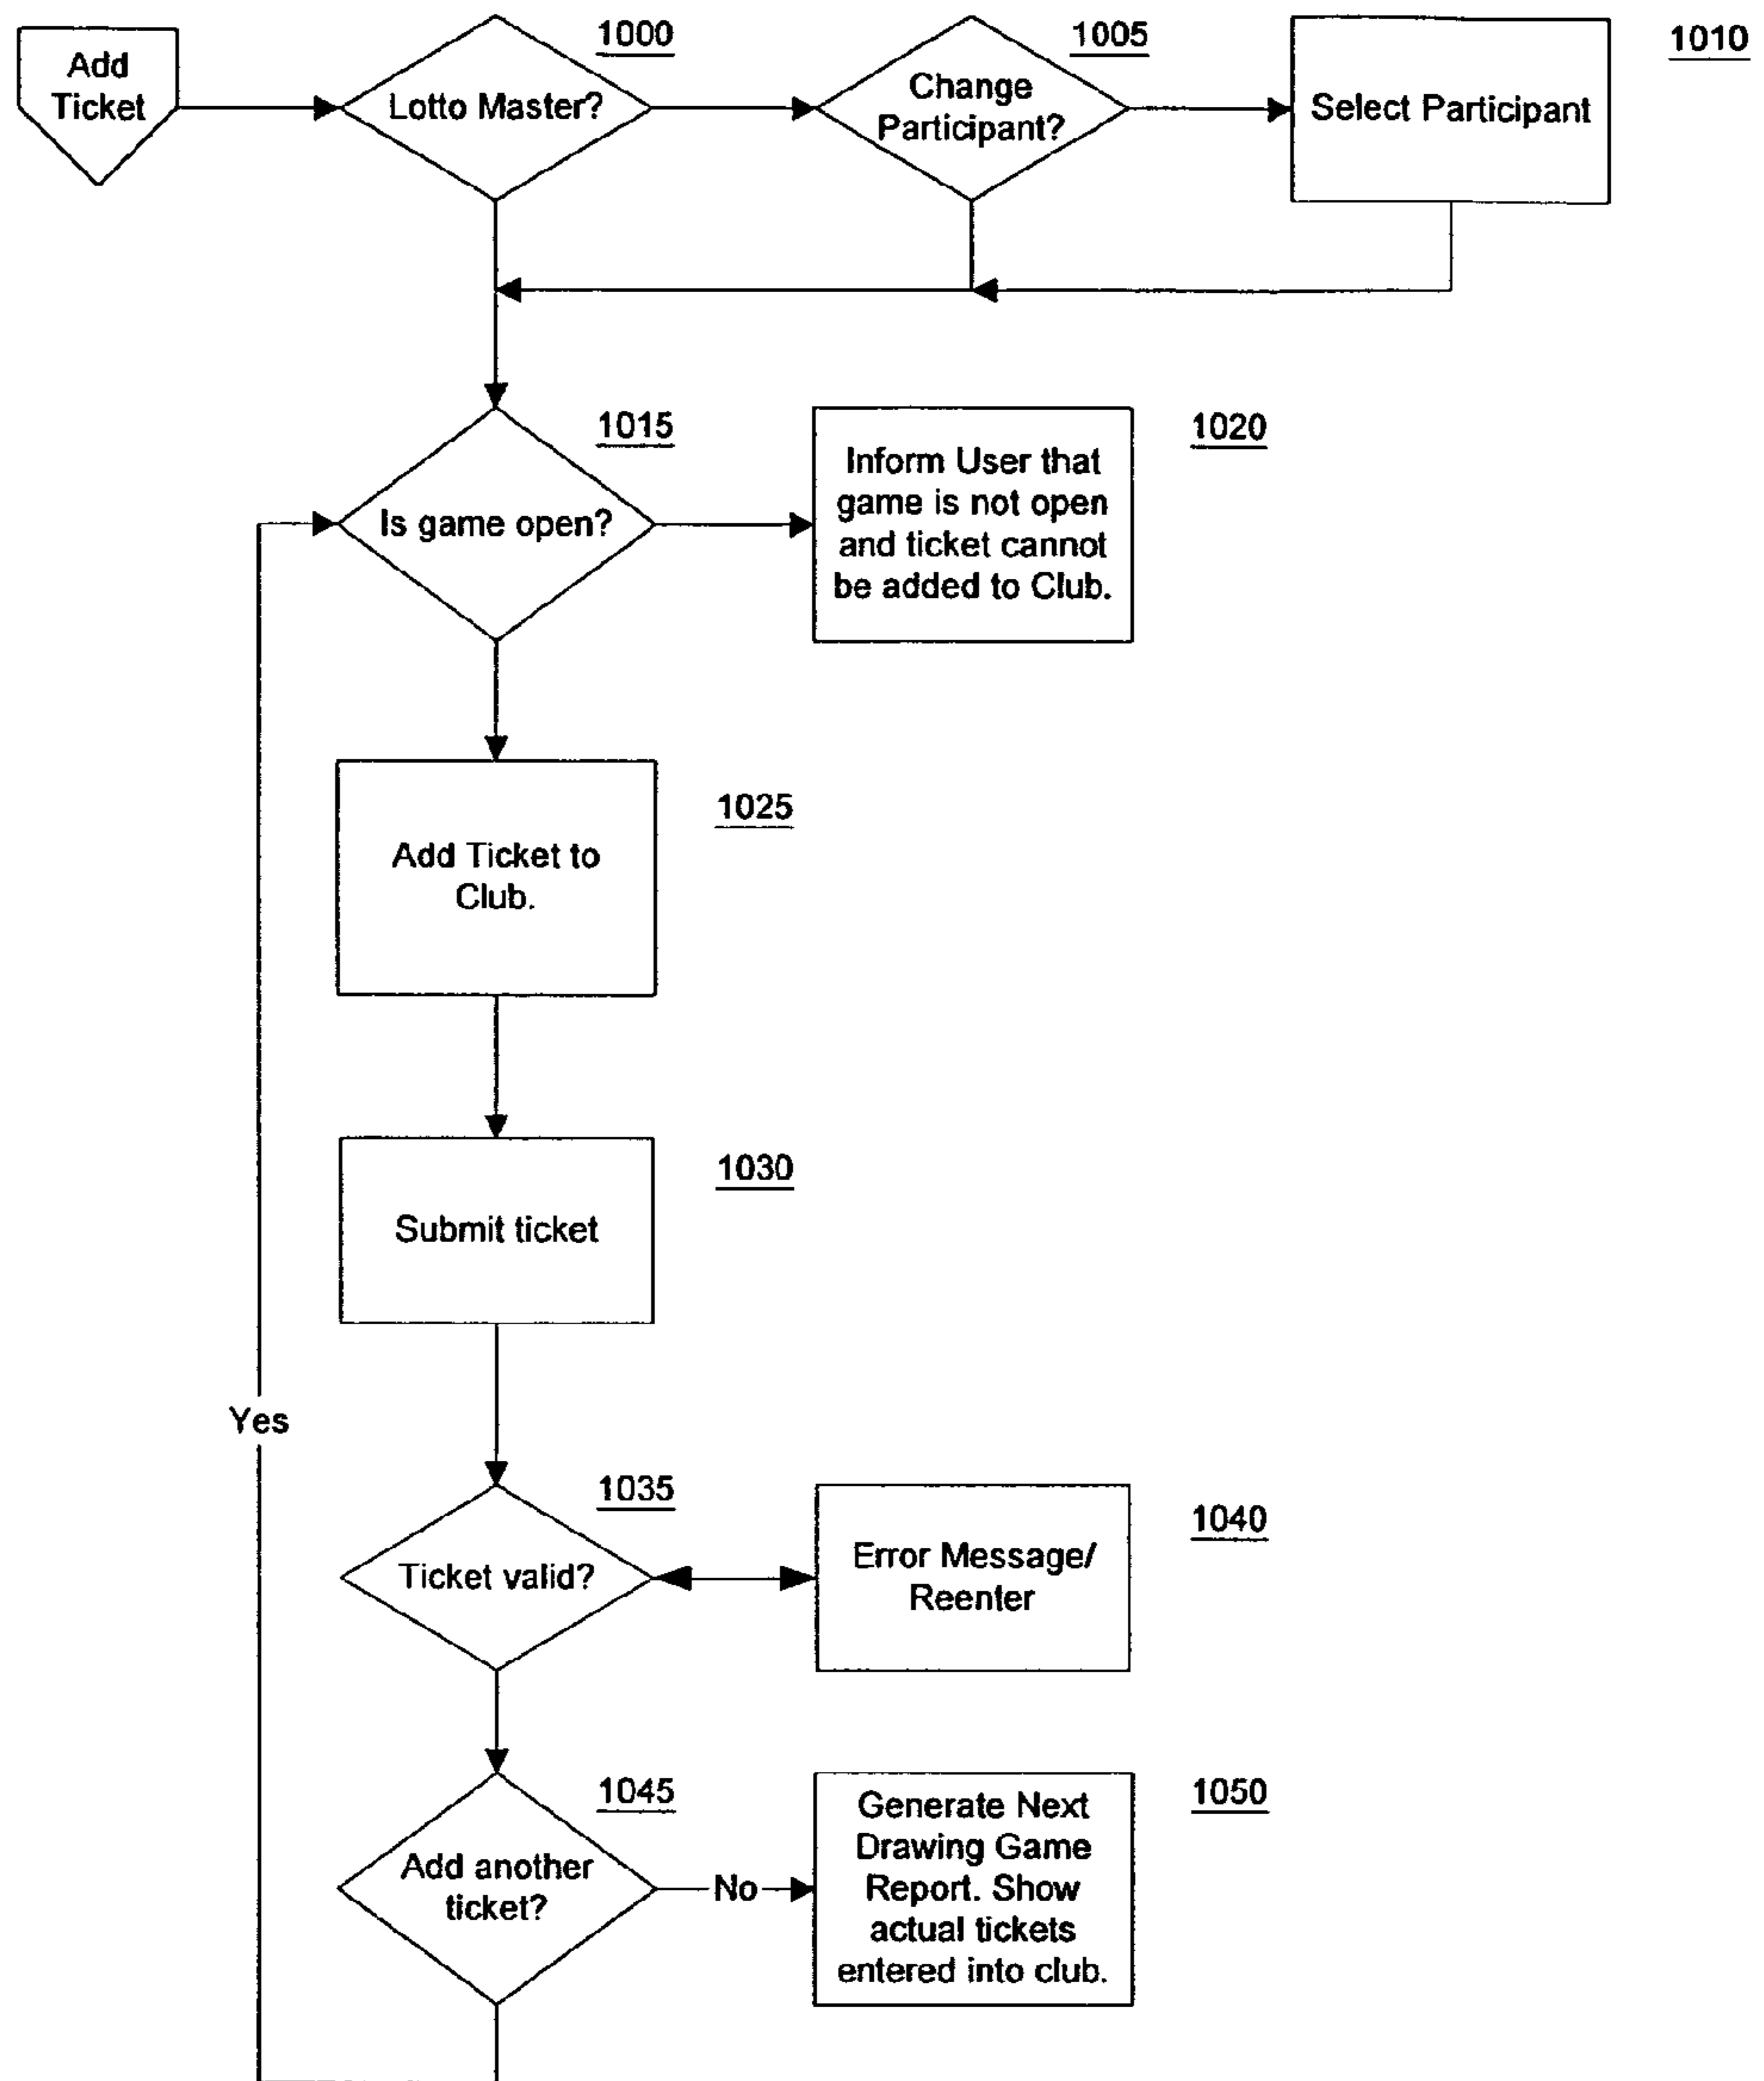 Add
Ticket
Lotto Master?
1000
Change
Participant?
1005
Select Participant
1010
Is game open?
1015
Inform User that
game is not open
and ticket cannot
be added to Club.
1020
Add Ticket to
Club.
1025
Submit ticket
1030
Yes
Ticket valid?
1035
Error Message/
Reenter
1040
Add another
ticket?
1045
No
Generate Next
Drawing Game
Report. Show
actual tickets
entered into club.
1050